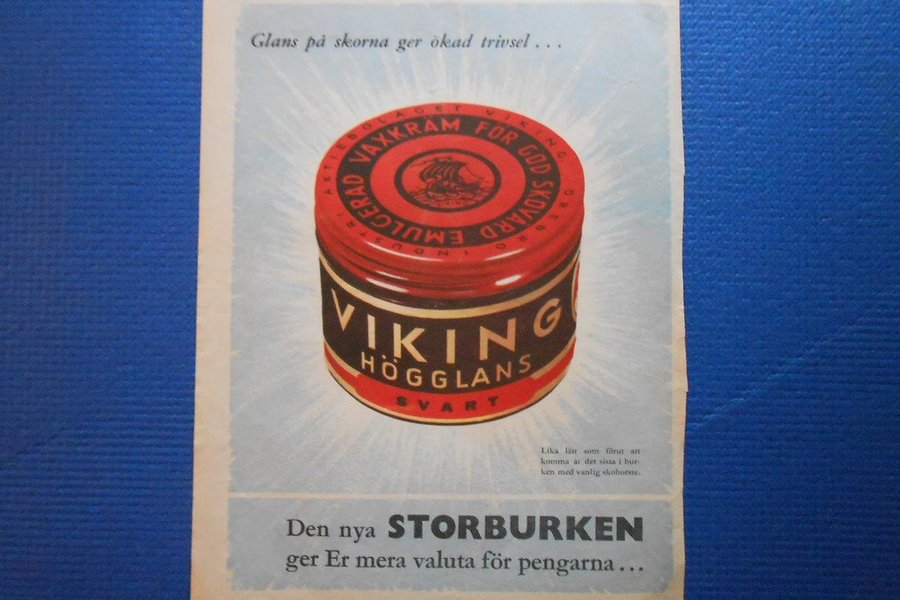 Glans på skorna ger ökad trivsel...
AKTIEBOLAGET VIKING, ÖREBRO INDUSTRI
EMULGERAD VAXKRÄM FÖR GOD SKOVÅRD
VIKING
VIKING
HÖGGLANS
SVART
Lika lätt som förut att
komma åt det sista i bur-
ken med vanlig skoborste.
Den nya STORBURKEN
ger Er mera valuta för pengarna...